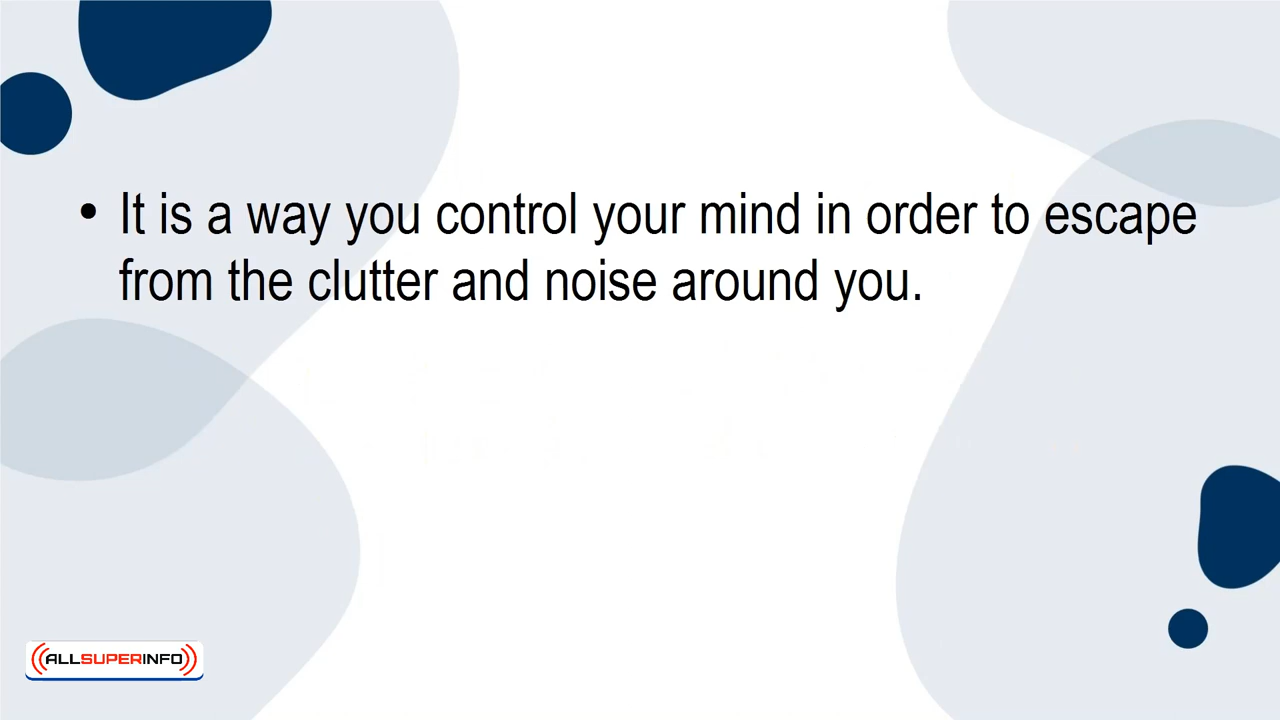 • It is a way you control your mind in order to escape
from the clutter and noise around you.
ALLSUPERINFO